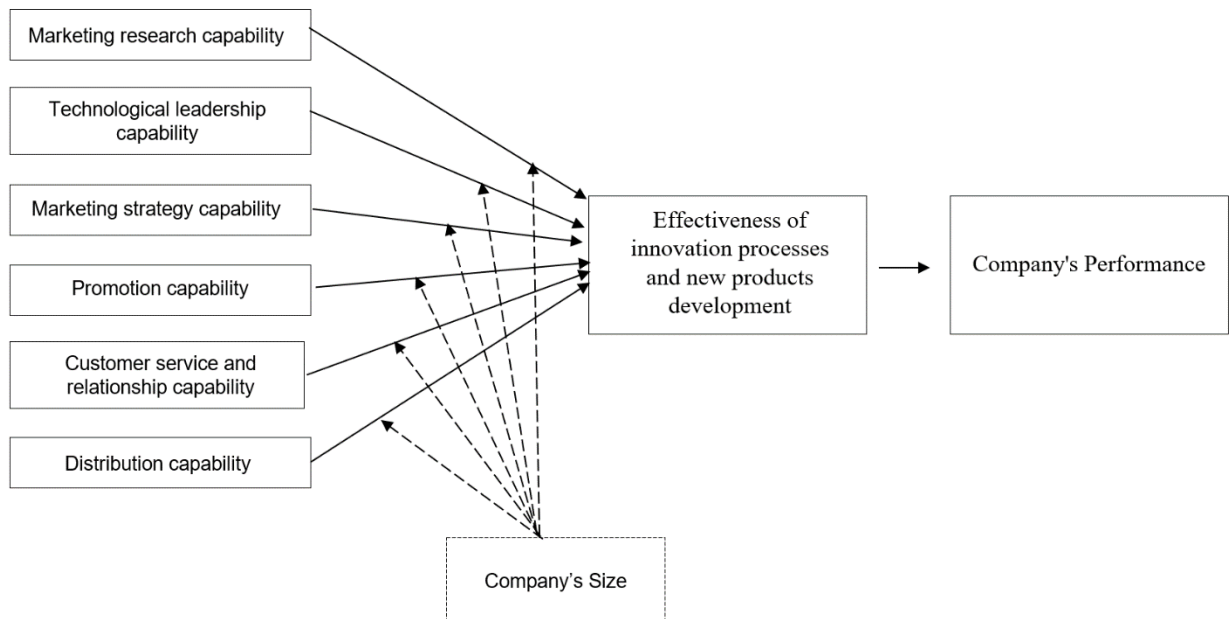 Marketing research capability
Technological leadership
capability
Marketing strategy capability
Promotion capability
Customer service and
relationship capability
Distribution capability
Effectiveness of
innovation processes
and new products
development
Company's Performance
Company’s Size